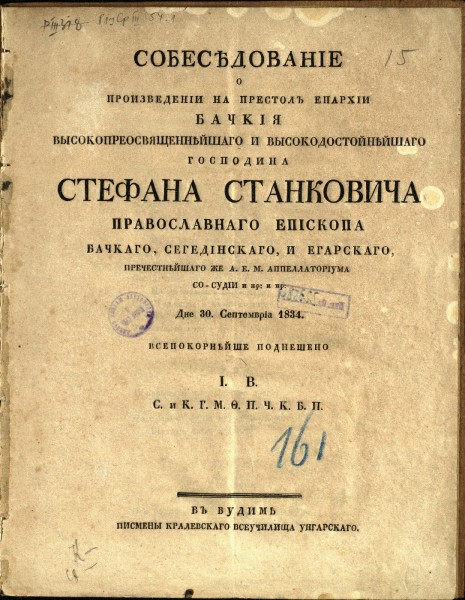 15
СОБЕСѢДОВАНІЕ
О
ПРОИЗВЕДЕНІИ НА ПРЕСТОЛЪ ЕПАРХІИ
БАЧКІЯ
ВЫСОКОПРЕОСВЯЩЕННѢЙШАГО И ВЫСОКОДОСТОЙНѢЙШАГО
ГОСПОДИНА
СТЕФАНА СТАНКОВИЧА
ПРАВОСЛАВНАГО ЕПІСКОПА
БАЧКАГО, СЕГЕДІНСКАГО, И ЕГАРСКАГО,
ПРЕЧЕСТНѢЙШАГО ЖЕ А. Е. М. АППЕЛЛАТОРІУМА
СО-СУДІИ и пр: и пр:
Дне 30. Септемврія 1834.
ВСЕПОКОРНѢЙШЕ ПОДНЕШЕНО
І. В.
С. и К. Г. М. Ѳ. П. Ч. К. Б. П.
161
ВЪ БУДИМѢ
ПИСМЕНЫ КРАЛЕВСКАГО ВСЕУЧИЛИЩА УНГАРСКАГО.